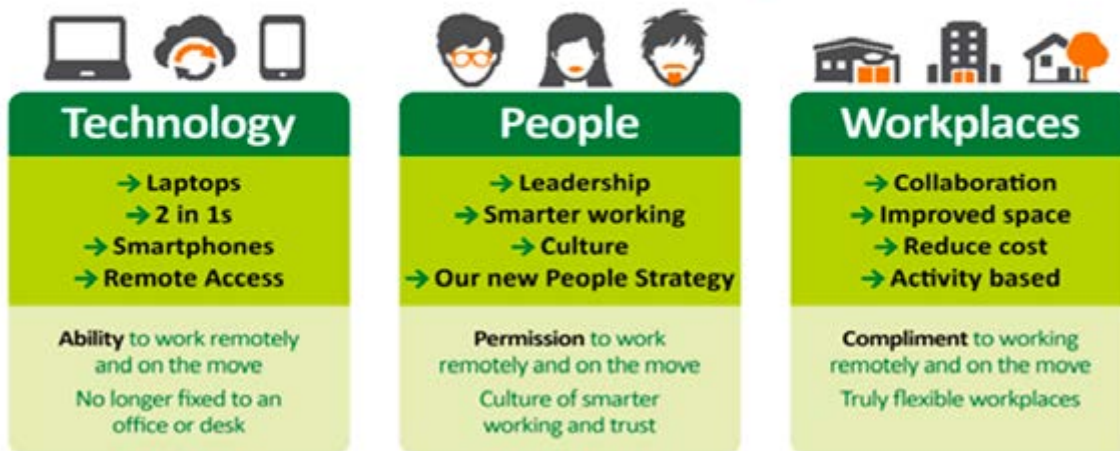 Technology
→ Laptops
→ 2 in 1s
→ Smartphones
→ Remote Access
Ability to work remotely
and on the move
No longer fixed to an
office or desk
People
→ Leadership
→ Smarter working
→ Culture
→ Our new People Strategy
Permission to work
remotely and on the move
Culture of smarter
working and trust
Workplaces
→ Collaboration
→ Improved space
→ Reduce cost
→ Activity based
Compliment to working
remotely and on the move
Truly flexible workplaces